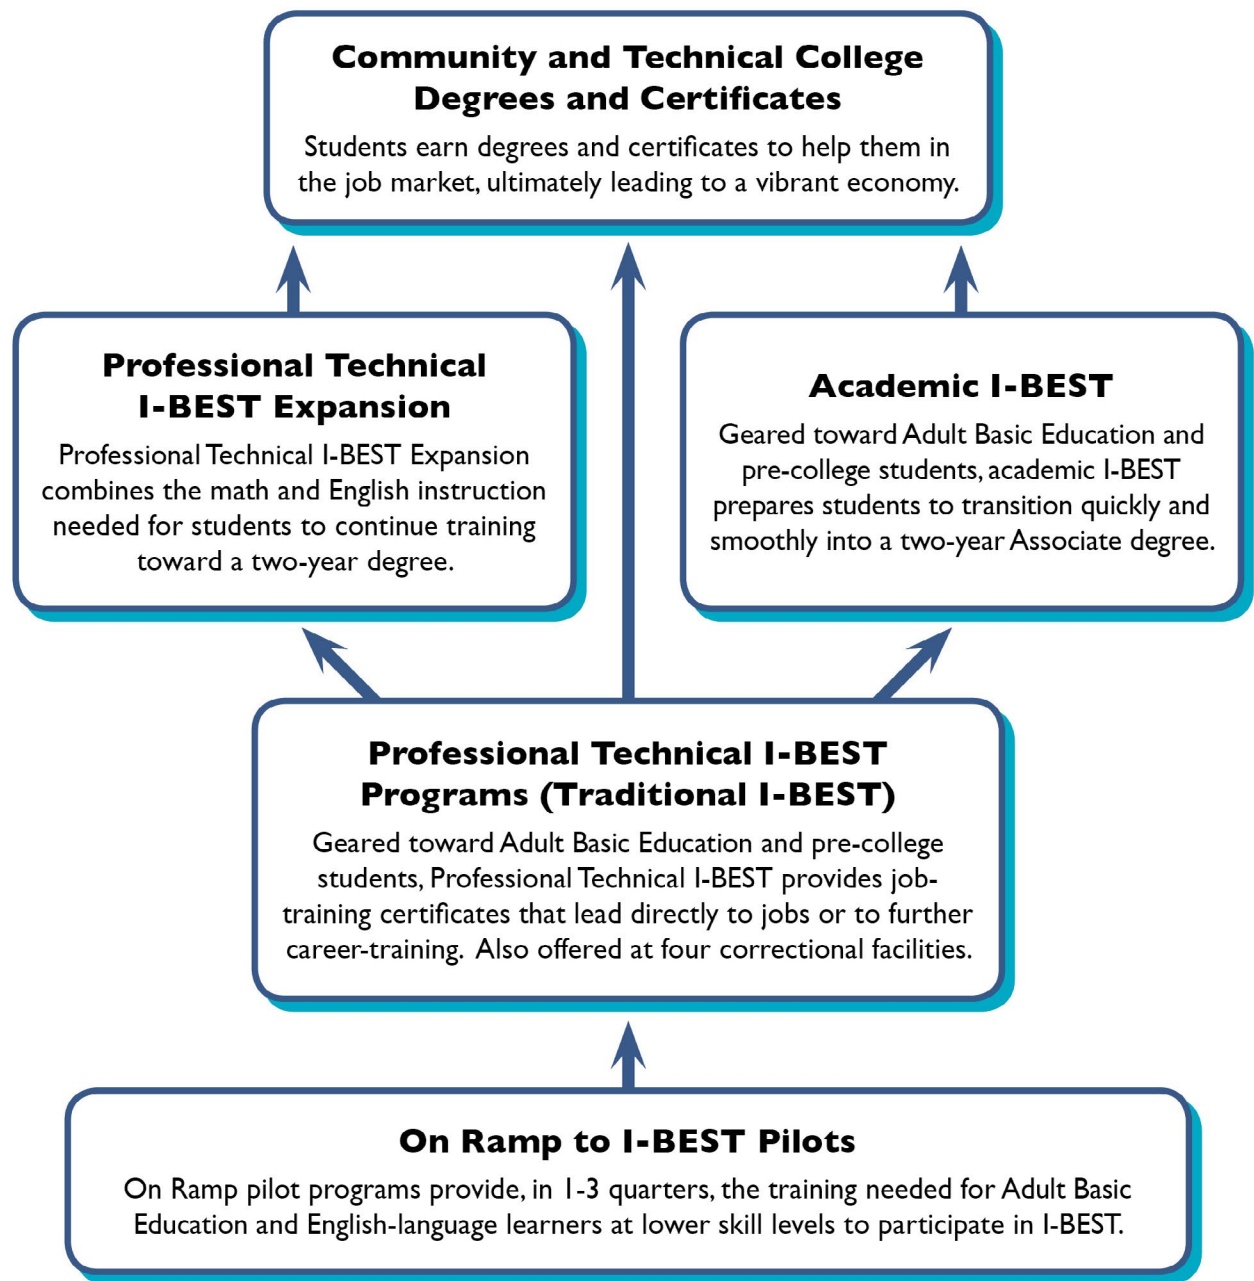 Community and Technical College
Degrees and Certificates
Students earn degrees and certificates to help them in
the job market, ultimately leading to a vibrant economy.
Professional Technical
I-BEST Expansion
Professional Technical I-BEST Expansion
combines the math and English instruction
needed for students to continue training
toward a two-year degree.
Academic I-BEST
Geared toward Adult Basic Education and
pre-college students, academic I-BEST
prepares students to transition quickly and
smoothly into a two-year Associate degree.
Professional Technical I-BEST
Programs (Traditional I-BEST)
Geared toward Adult Basic Education and pre-college
students, Professional Technical I-BEST provides job-
training certificates that lead directly to jobs or to further
career-training. Also offered at four correctional facilities.
On Ramp to I-BEST Pilots
On Ramp pilot programs provide, in 1-3 quarters, the training needed for Adult Basic
Education and English-language learners at lower skill levels to participate in I-BEST.